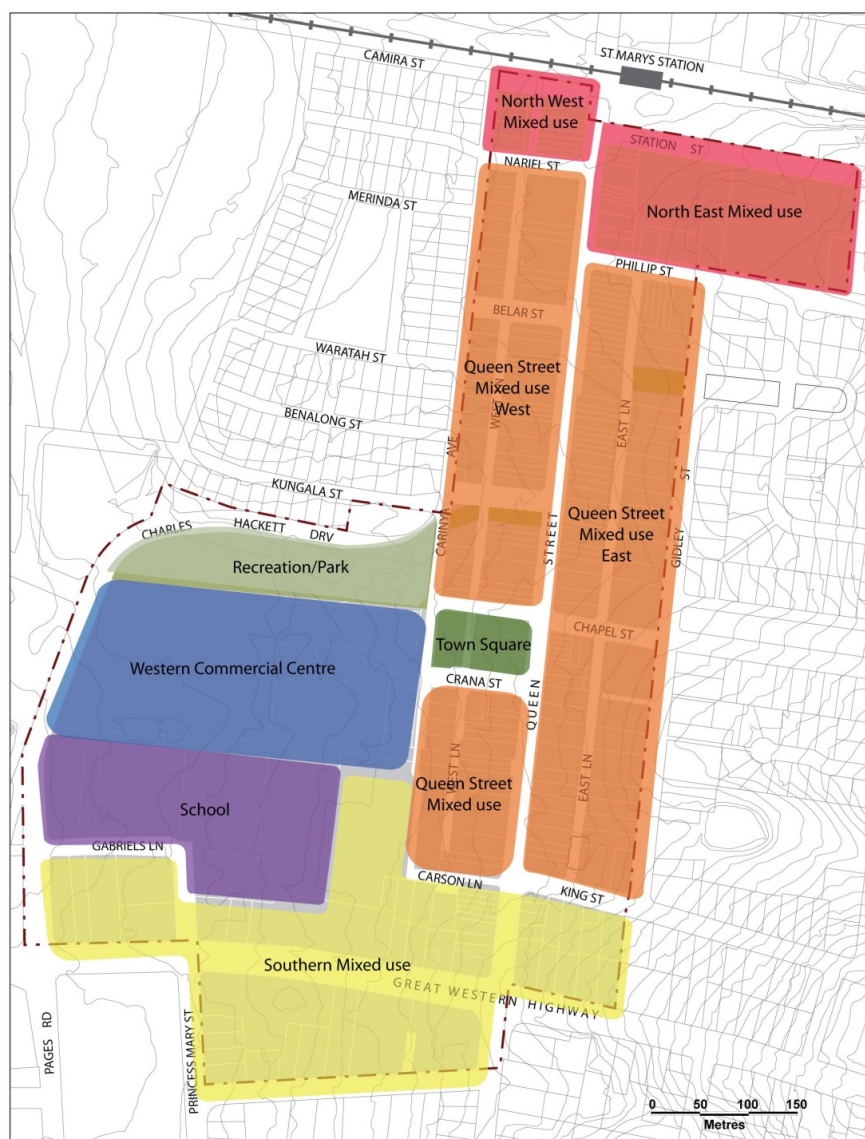 ST MARYS STATION
CAMIRA ST
North West
Mixed use
STATION ST
NARIEL ST
MERINDA ST
North East Mixed use
PHILLIP ST
BELAR ST
WARATAH ST
Queen Street
Mixed use
West
WEST LN
EAST LN
BENALONG ST
AVE
ST
KUNGALA ST
CARINYA
STREET
Queen Street
Mixed use
East
GIDLEY
CHARLES HACKETT DRV
Recreation/Park
CHAPEL ST
Town Square
Western Commercial Centre
CRANA ST
QUEEN
WEST LN
EAST LN
Queen Street
Mixed use
School
GABRIELS LN
CARSON LN
KING ST
Southern Mixed use
GREAT WESTERN HIGHWAY
PAGES RD
PRINCESS MARY ST
0 50 100 150
Metres